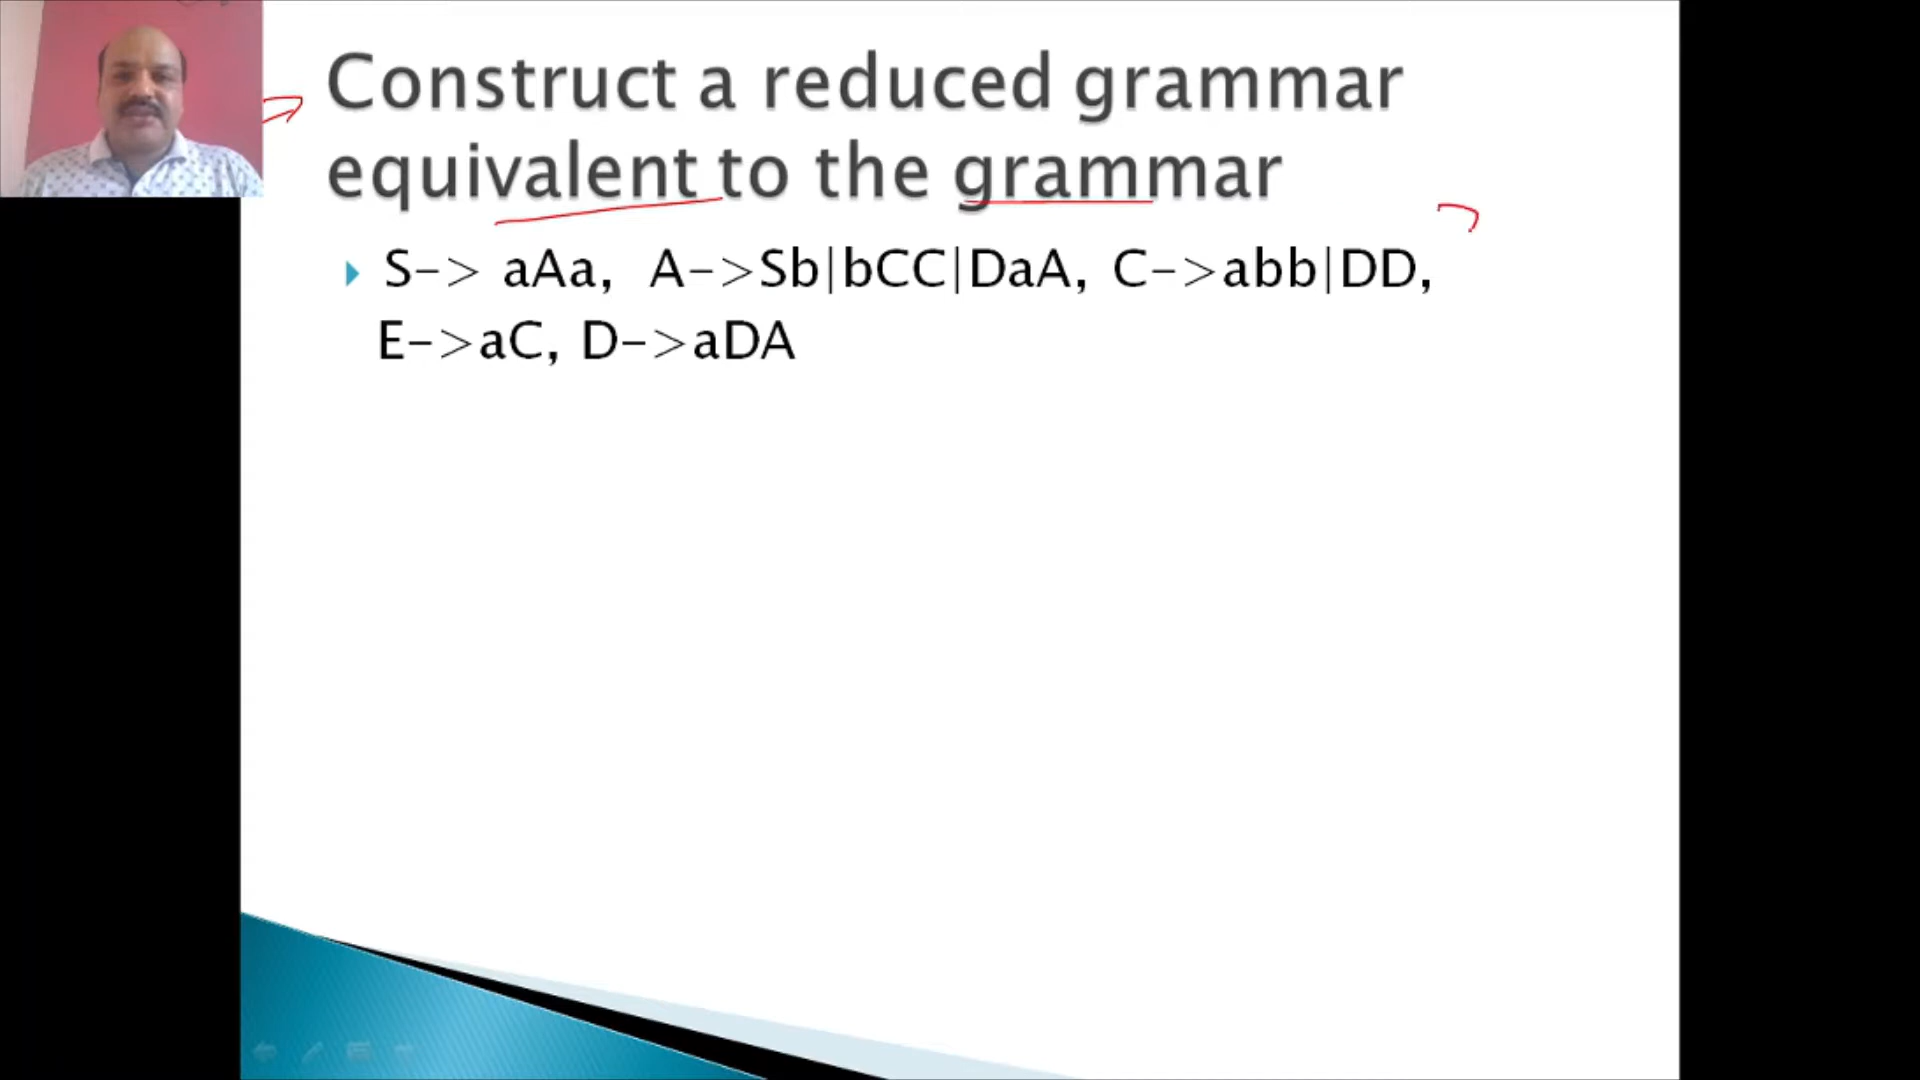 Construct a reduced grammar
equivalent to the grammar
S-> aAa, A->Sb|bCC|DaA, C->abb|DD,
E->aC, D->aDA